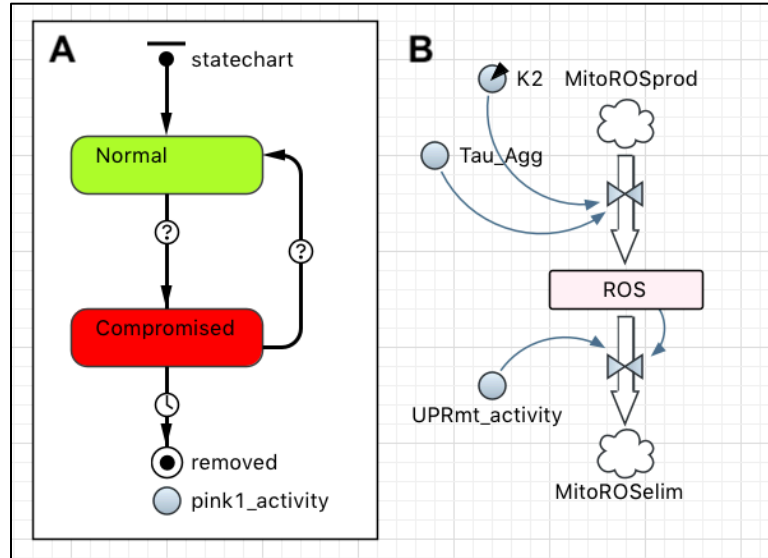 A
statechart
Normal
?
?
Compromised
removed
pink1_activity
B
K2
MitoROSprod
Tau_Agg
ROS
UPRmt_activity
MitoROSelim